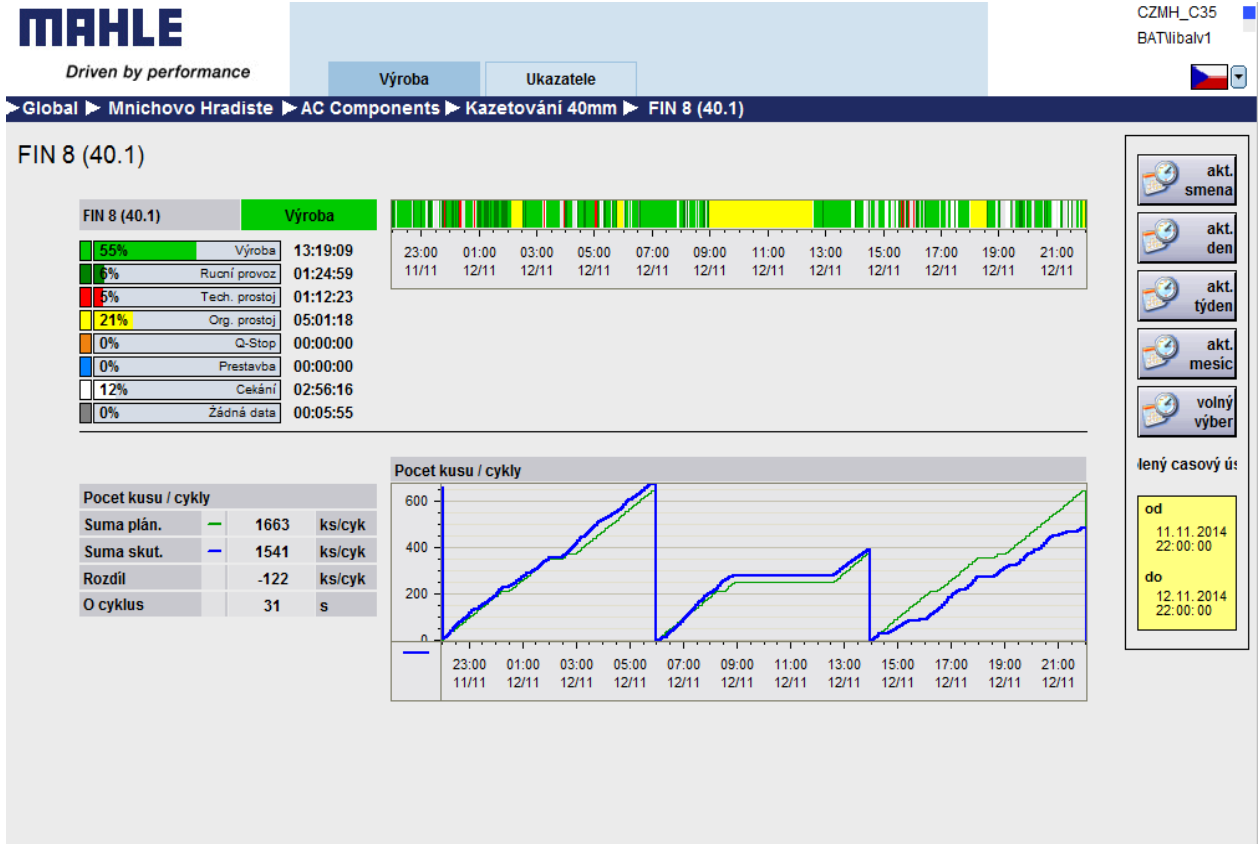 MAHLE
Driven by performance
Výroba
Ukazatele
CZMH_C35
BAT\libalv1
Global Mnichovo Hradiste AC Components Kazetování 40mm FIN 8 (40.1)
FIN 8 (40.1)
FIN 8 (40.1) Výroba
55% Výroba 13:19:09
6% Rucní provoz 01:24:59
5% Tech. prostoj 01:12:23
21% Org. prostoj 05:01:18
0% Q-Stop 00:00:00
0% Prestavba 00:00:00
12% Cekání 02:56:16
0% Žádná data 00:05:55
23:00 01:00 03:00 05:00 07:00 09:00 11:00 13:00 15:00 17:00 19:00 21:00
11/11 12/11 12/11 12/11 12/11 12/11 12/11 12/11 12/11 12/11 12/11 12/11
Pocet kusu / cykly
Suma plán. 1663 ks/cyk
Suma skut. 1541 ks/cyk
Rozdíl -122 ks/cyk
O cyklus 31 s
Pocet kusu / cykly
600
400
200
0
23:00 01:00 03:00 05:00 07:00 09:00 11:00 13:00 15:00 17:00 19:00 21:00
11/11 12/11 12/11 12/11 12/11 12/11 12/11 12/11 12/11 12/11 12/11 12/11
akt.
smena
akt.
den
akt.
týden
akt.
mesíc
volný
výber
lený casový ús
od
11.11.2014
22:00:00
do
12.11.2014
22:00:00